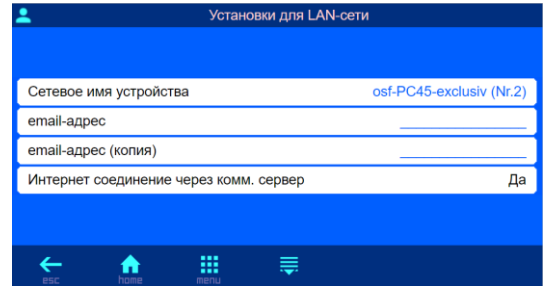 Установки для LAN-сети
Сетевое имя устройства osf-PC45-exclusiv (Nr.2)
email-адрес
email-адрес (копия)
Интернет соединение через комм. сервер Да
esc home menu